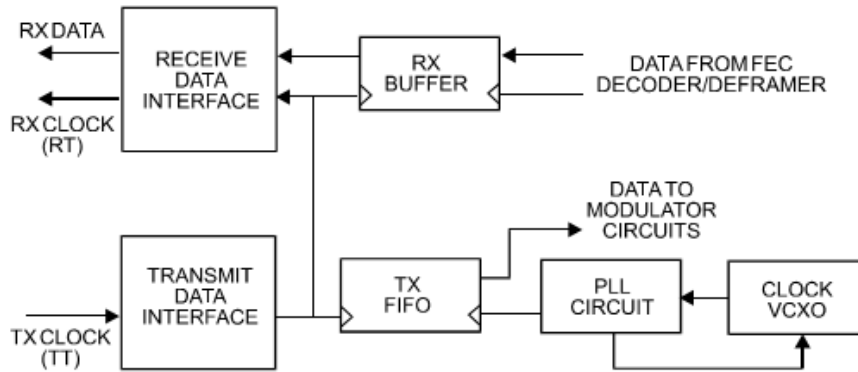 RX DATA
RX CLOCK
(RT)
RECEIVE
DATA
INTERFACE
RX
BUFFER
DATA FROM FEC
DECODER/DEFRAMER
DATA TO
MODULATOR
CIRCUITS
TX CLOCK
(TT)
TRANSMIT
DATA
INTERFACE
TX
FIFO
PLL
CIRCUIT
CLOCK
VCXO